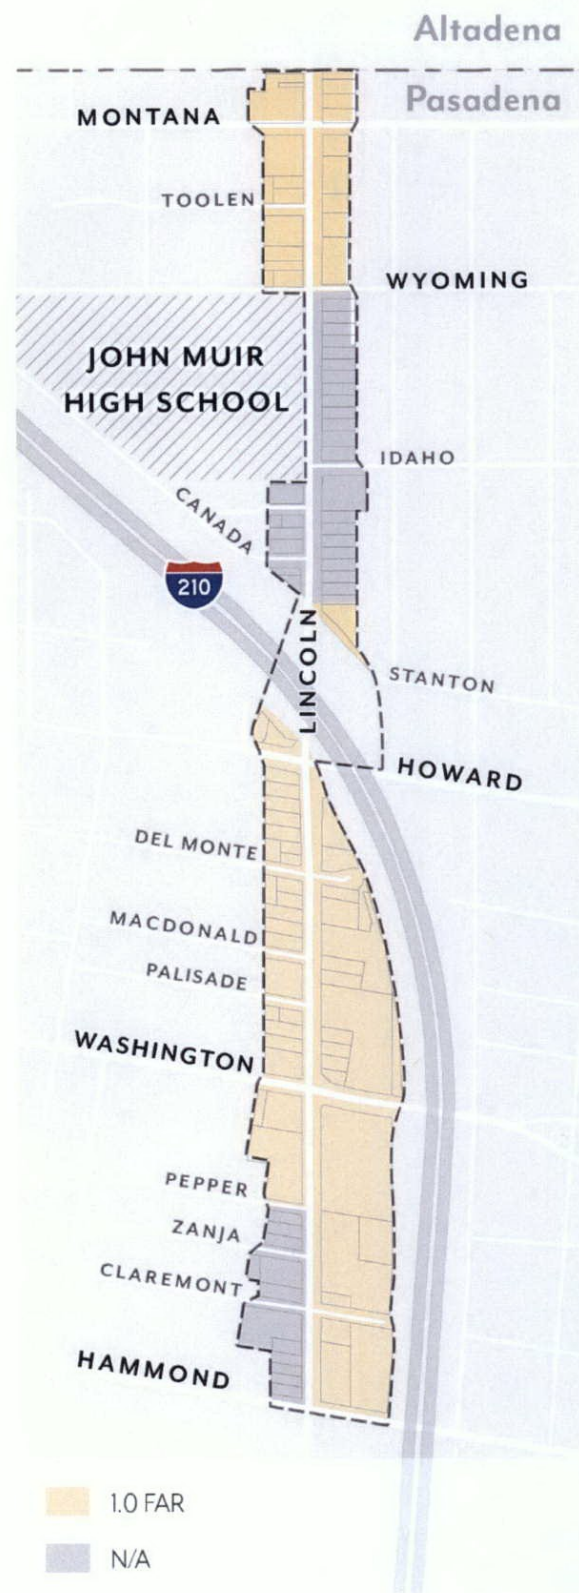 Altadena
Pasadena
MONTANA
TOOLEN
WYOMING
JOHN MUIR
HIGH SCHOOL
IDAHO
CANADA
210
LINCOLN
STANTON
HOWARD
DEL MONTE
MACDONALD
PALISADE
WASHINGTON
PEPPER
ZANJA
CLAREMONT
HAMMOND
1.0 FAR
N/A